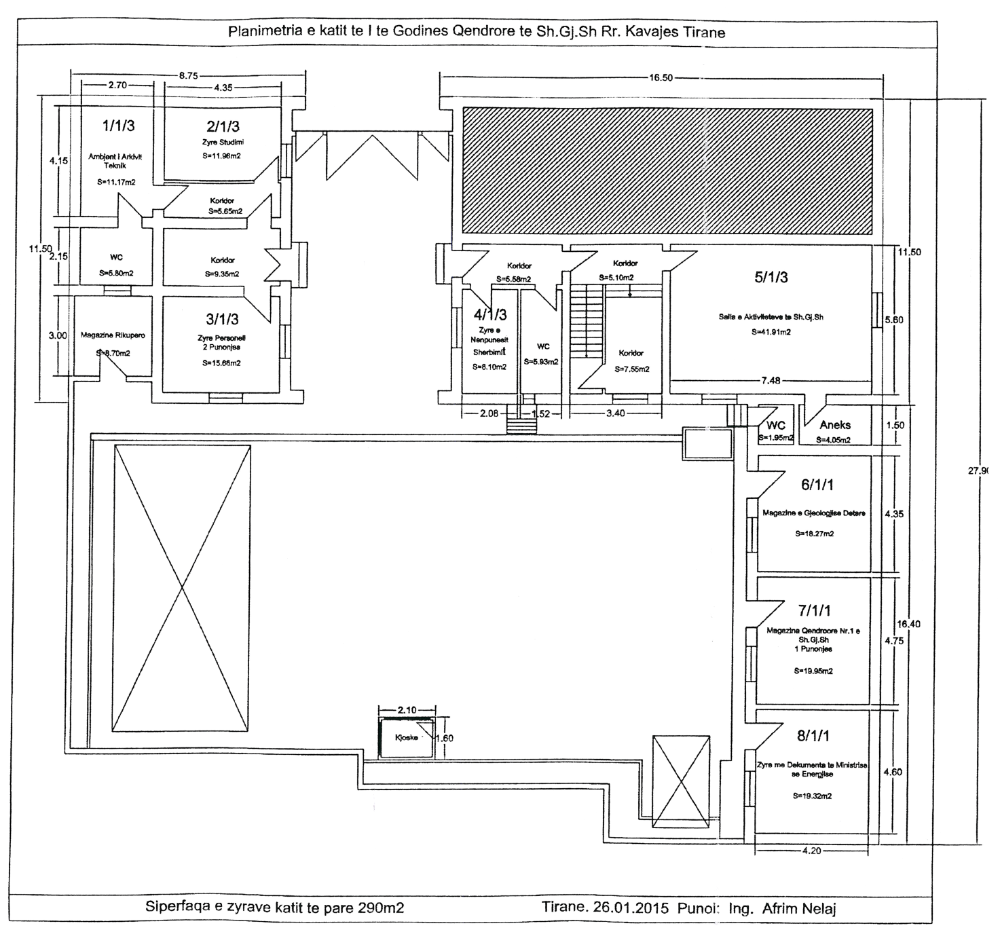 Planimetria e katit te I te Godines Qendrore te Sh.Gj.Sh Rr. Kavajes Tirane
8.75
16.50
2.70
4.35
1/1/3
Ambjent i Arkivit
Teknik
S=11.17m2
2/1/3
Zyre Studimi
S=11.96m2
4.15
Koridor
S=5.65m2
11.50
2.15
WC
S=5.80m2
Koridor
S=9.35m2
3.00
Magazine Rikupero
S=8.70m2
3/1/3
Zyre Personeli
2 Punonjes
S=15.66m2
Koridor
S=5.58m2
Koridor
S=5.10m2
4/1/3
Zyre e
Nenpunesit
Sherbimit
S=8.10m2
WC
S=5.93m2
Koridor
S=7.55m2
5/1/3
Salla e Aktiviteteve te Sh.Gj.Sh
S=41.91m2
7.48
11.50
5.60
2.08
1.52
3.40
WC
S=1.95m2
Aneks
S=4.05m2
1.50
27.90
6/1/1
Magazine e Gjeologjise Detare
S=18.27m2
4.35
7/1/1
Magazina Qendroore Nr.1 e
Sh.Gj.Sh
1 Punonjes
S=19.95m2
16.40
4.75
2.10
Kjoske
1.60
8/1/1
Zyre me Dokumenta te Ministrise
se Energjise
S=19.32m2
4.60
4.20
Siperfaqa e zyrave katit te pare 290m2
Tirane. 26.01.2015 Punoi: Ing. Afrim Nelaj